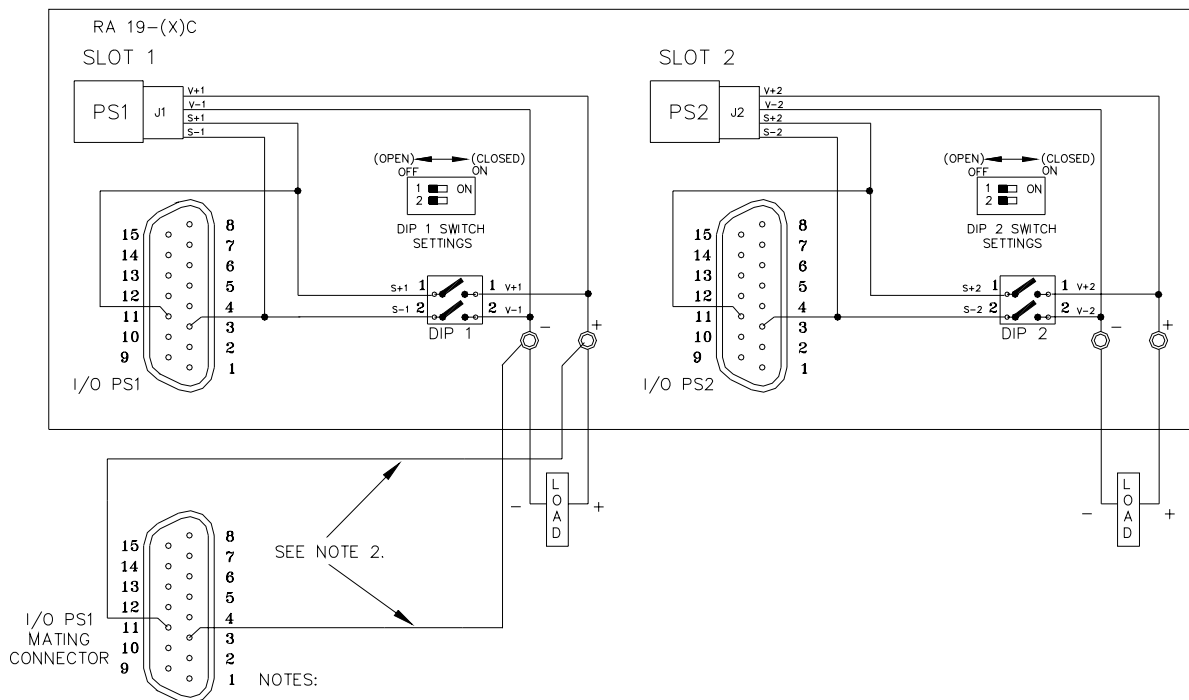 RA 19-(X)C
SLOT 1
PS1
J1
V+1
V-1
S+1
S-1
(OPEN) (CLOSED)
OFF ON
1 ON
2
DIP 1 SWITCH
SETTINGS
15
14
13
12
11
10
9
8
7
6
5
4
3
2
1
I/O PS1
S+1 1 1 V+1
S-1 2 2 V-1
DIP 1
- +
- LOAD +
SLOT 2
PS2
J2
V+2
V-2
S+2
S-2
(OPEN) (CLOSED)
OFF ON
1 ON
2
DIP 2 SWITCH
SETTINGS
15
14
13
12
11
10
9
8
7
6
5
4
3
2
1
I/O PS2
S+2 1 1 V+2
S-2 2 2 V-2
DIP 2
- +
- LOAD +
SEE NOTE 2.
15
14
13
12
11
10
9
8
7
6
5
4
3
2
1
I/O PS1
MATING
CONNECTOR
NOTES: